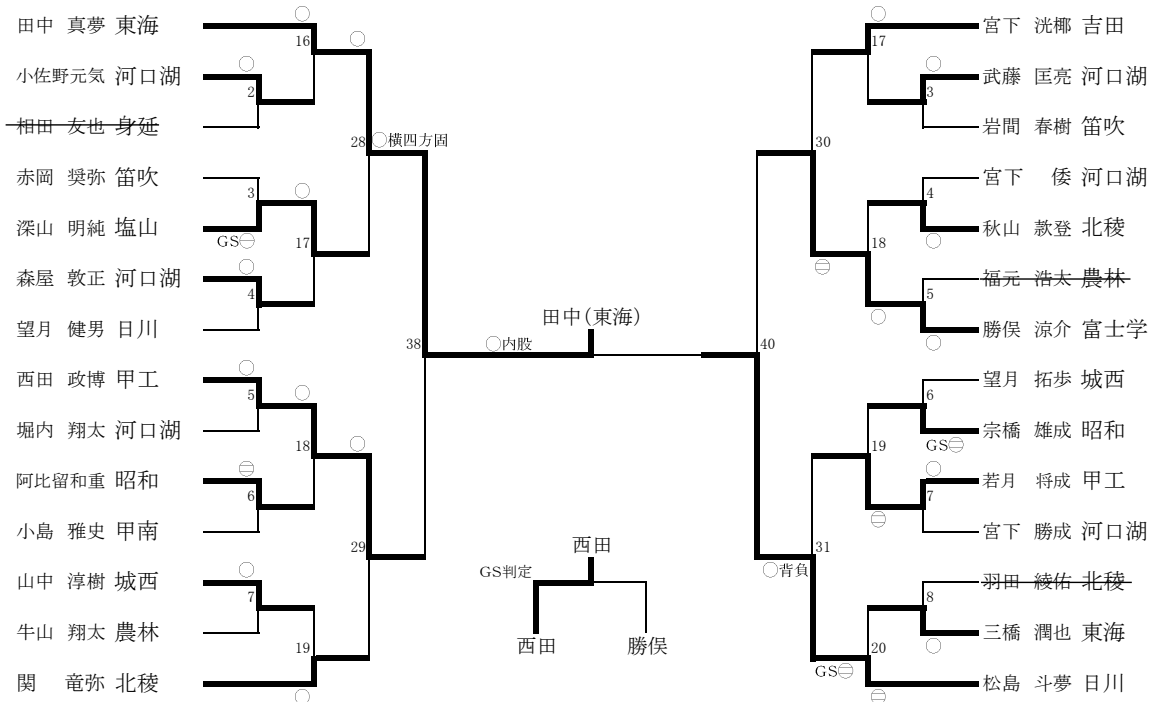 田中 真夢 東海
小佐野元気 河口湖
相田 友也 身延
赤岡 奨弥 笛吹
深山 明純 塩山
森屋 敦正 河口湖
望月 健男 日川
西田 政博 甲工
堀内 翔太 河口湖
阿比留和重 昭和
小島 雅史 甲南
山中 淳樹 城西
牛山 翔太 農林
関 竜弥 北稜
16
2
3
GS
17
4
28
横四方固
5
18
6
29
7
19
38
内股
田中(東海)
西田
GS判定
西田 勝俣
40
30
17
3
4
18
5
31
背負
6
GS
19
7
8
20
GS
宮下 洸椰 吉田
武藤 匡亮 河口湖
岩間 春樹 笛吹
宮下 倭 河口湖
秋山 歖登 北稜
福元 浩太 農林
勝俣 涼介 富士学
望月 拓歩 城西
宗橋 雄成 昭和
若月 将成 甲工
宮下 勝成 河口湖
羽田 綾佑 北稜
三橋 潤也 東海
松島 斗夢 日川